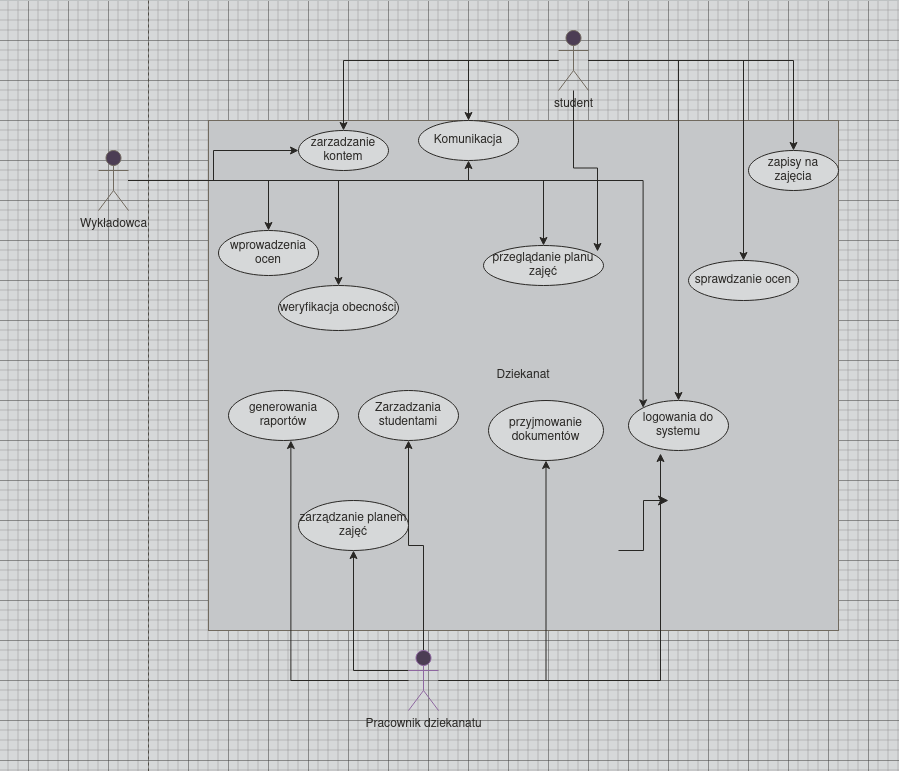 student
zarzadzanie
kontem
Komunikacja
zapisy na
zajęcia
Wykładowca
wprowadzenia
ocen
przeglądanie planu
zajęć
sprawdzanie ocen
weryfikacja obecności
Dziekanat
generowania
raportów
Zarzadzania
studentami
przyjmowanie
dokumentów
logowania do
systemu
zarządzanie planem
zajęć
Pracownik dziekanatu